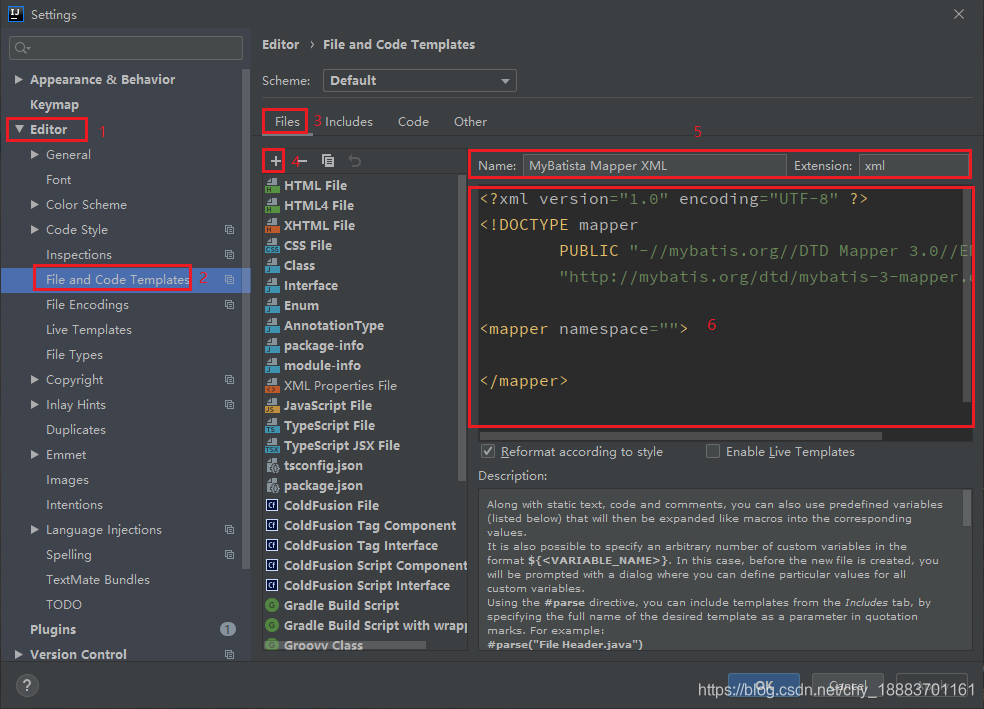 Settings
Editor › File and Code Templates
Scheme: Default
Appearance & Behavior
Keymap
Editor 1
General
Font
Color Scheme
Code Style
Inspections
File and Code Templates 2
File Encodings
Live Templates
File Types
Copyright
Inlay Hints
Duplicates
Emmet
Images
Intentions
Language Injections
Spelling
TextMate Bundles
TODO
Plugins 1
Version Control
Files 3 Includes Code Other
4
5
Name: MyBatista Mapper XML Extension: xml
HTML File
HTML4 File
XHTML File
CSS File
Class
Interface
Enum
AnnotationType
package-info
module-info
XML Properties File
JavaScript File
TypeScript File
TypeScript JSX File
tsconfig.json
package.json
ColdFusion File
ColdFusion Tag Component
ColdFusion Tag Interface
ColdFusion Script Component
ColdFusion Script Interface
Gradle Build Script
Gradle Build Script with wrapp
Groovy Class
<?xml version="1.0" encoding="UTF-8" ?>
<!DOCTYPE mapper
PUBLIC "-//mybatis.org//DTD Mapper 3.0//EN
"http://mybatis.org/dtd/mybatis-3-mapper.d
<mapper namespace=""> 6
</mapper>
Reformat according to style Enable Live Templates
Description:
Along with static text, code and comments, you can also use predefined variables
(listed below) that will then be expanded like macros into the corresponding
values.
It is also possible to specify an arbitrary number of custom variables in the
format ${<VARIABLE_NAME>}. In this case, before the new file is created, you
will be prompted with a dialog where you can define particular values for all
custom variables.
Using the #parse directive, you can include templates from the Includes tab, by
specifying the full name of the desired template as a parameter in quotation
marks. For example:
#parse("File Header.java")
?
OK Cancel
https://blog.csdn.net/chy_18883701161